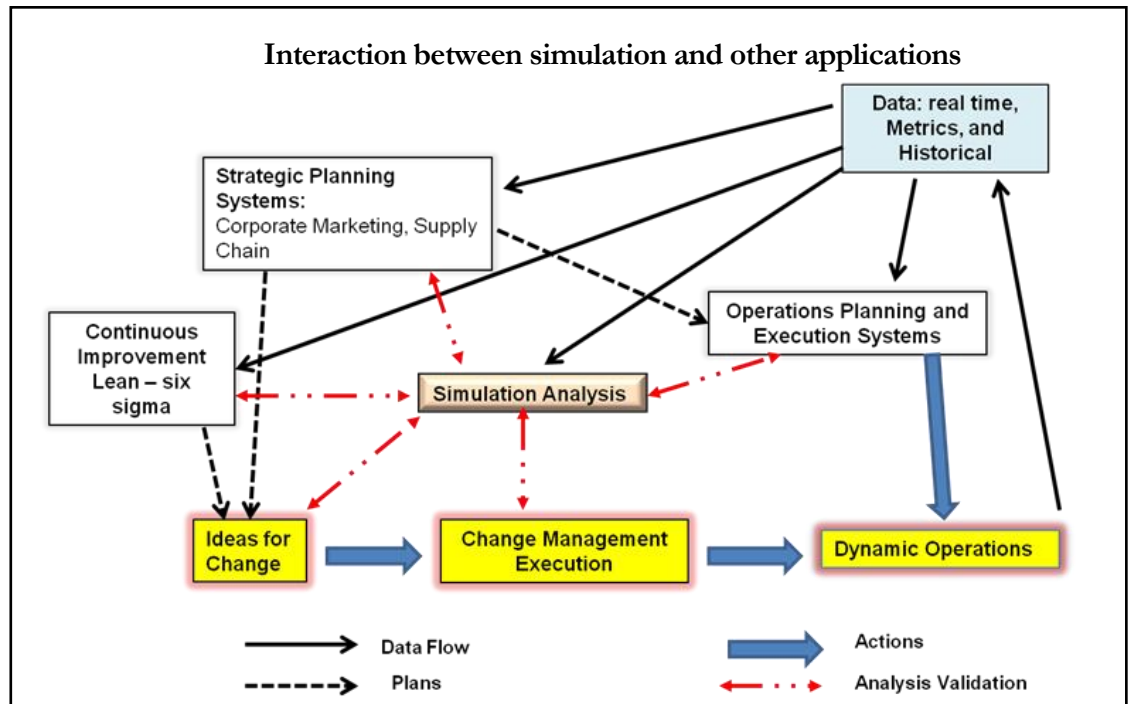 Interaction between simulation and other applications
Data: real time,
Metrics, and
Historical
Strategic Planning
Systems:
Corporate Marketing, Supply
Chain
Operations Planning and
Execution Systems
Continuous
Improvement
Lean – six
sigma
Simulation Analysis
Ideas for
Change
Change Management
Execution
Dynamic Operations
Data Flow
Actions
Plans
Analysis Validation